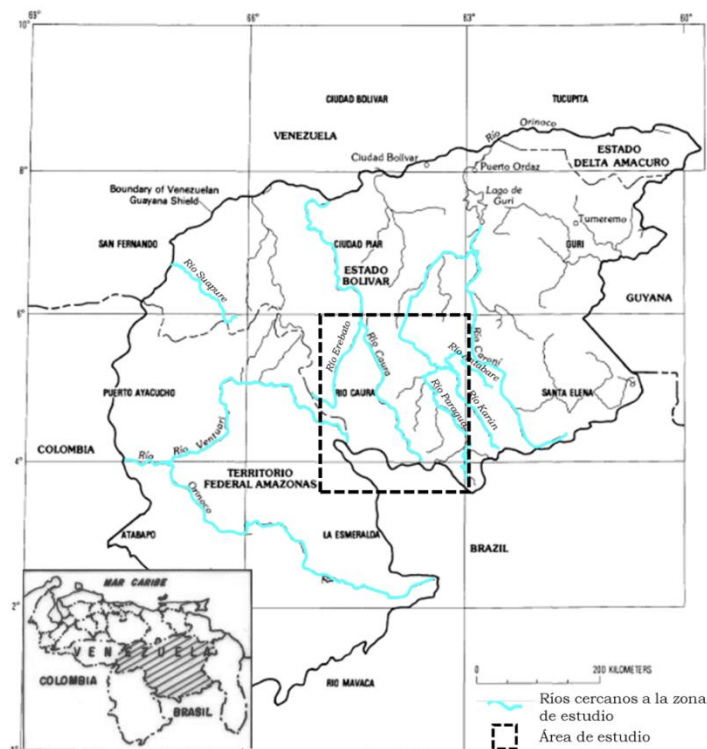 69°
66
63
60°
10°
CIUDAD BOLIVAR
TUCUPITA
VENEZUELA
Río Orinoco
ESTADO
DELTA AMACURO
Ciudad Bolívar
Puerto Ordaz
8°
Boundary of Venezuelan
Guayana Shield
Lago de
Guri
Tumeremo
SAN FERNANDO
CIUDAD PIAR
GURI
ESTADO
BOLIVAR
Río Suapure
GUYANA
6°
Río Erebato
Río Caura
Río Caroní
PUERTO AYACUCHO
RIO CAURA
Río Paragua
Río Karún
SANTA ELENA
COLOMBIA
Río
Río Ventuari
4°
TERRITORIO
FEDERAL AMAZONAS
Orinoco
ATABAPO
LA ESMERALDA
BRAZIL
MAR CARIBE
2°
VENEZUELA
COLOMBIA
BRASIL
RIO MAVACA
0
200 KILOMETERS
Ríos cercanos a la zona
de estudio
Área de estudio